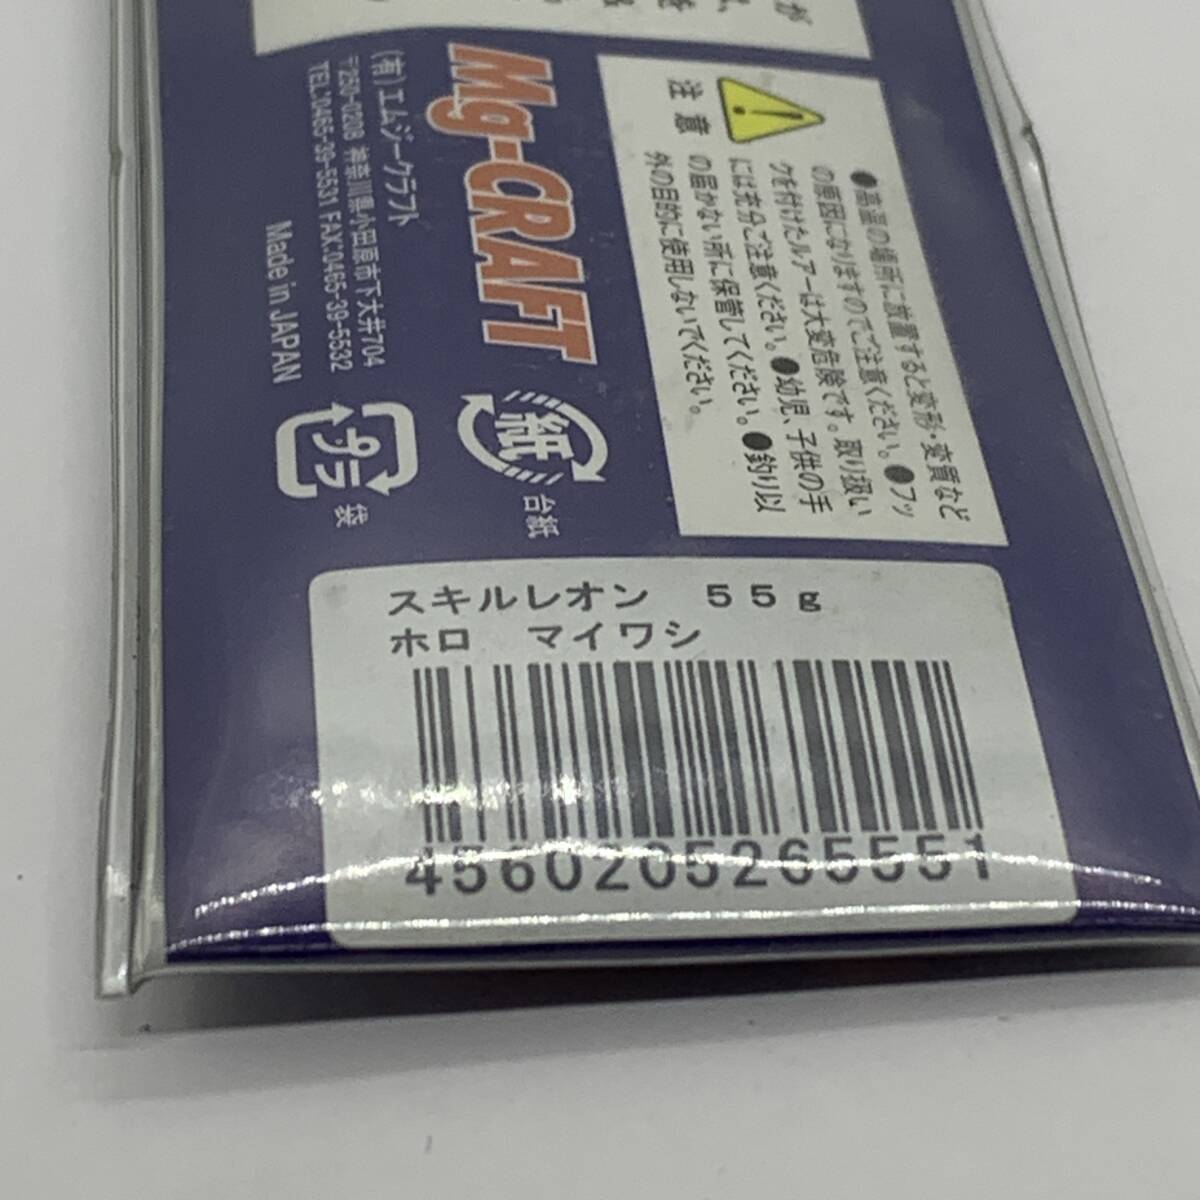 Mg-CRAFT
(有)エムジークラフト
〒250-0208 神奈川県小田原市下大井704
TEL:0465-39-5531 FAX:0465-39-5532
Made in JAPAN
紙
台紙
プラ
袋
注意
●高温の場所に放置すると変形・変質など
の原因になりますのでご注意ください。●フッ
クを付けたルアーは大変危険です。取り扱い
には充分ご注意ください。●幼児、子供の手
の届かない所に保管してください。●釣り以
外の目的に使用しないでください。
スキルレオン 55g
ホロ マイワシ
4560205265551